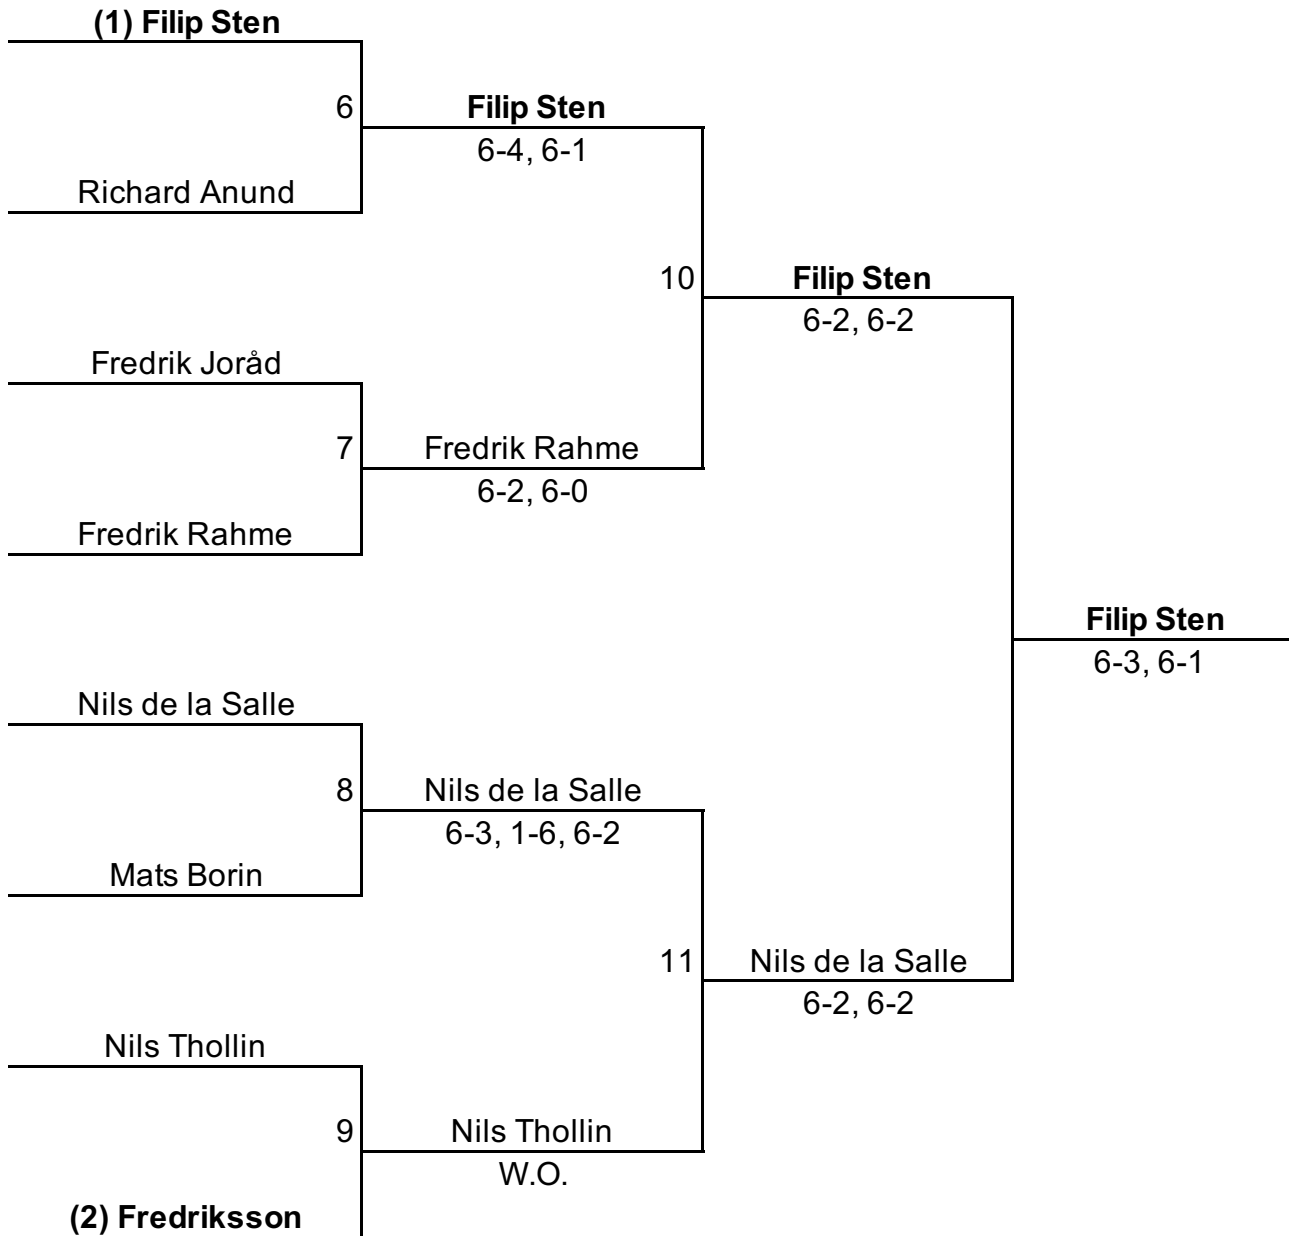 (1) Filip Sten
6
Filip Sten
6-4, 6-1
Richard Anund
10
Filip Sten
6-2, 6-2
Fredrik Joråd
7
Fredrik Rahme
6-2, 6-0
Fredrik Rahme
Filip Sten
6-3, 6-1
Nils de la Salle
8
Nils de la Salle
6-3, 1-6, 6-2
Mats Borin
11
Nils de la Salle
6-2, 6-2
Nils Thollin
9
Nils Thollin
W.O.
(2) Fredriksson